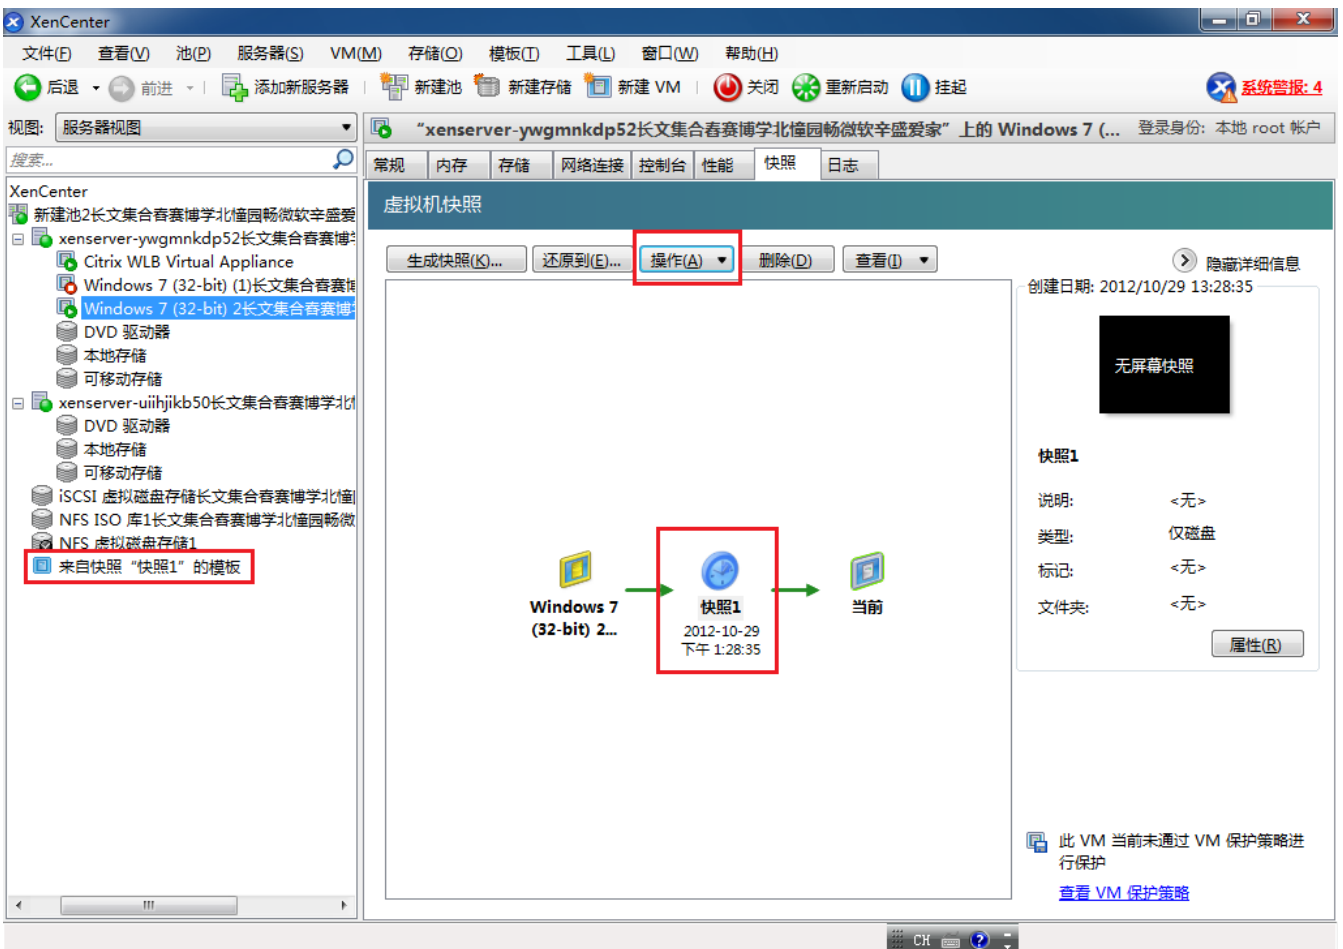 XenCenter
文件(F) 查看(V) 池(P) 服务器(S) VM(M) 存储(O) 模板(T) 工具(L) 窗口(W) 帮助(H)
后退 前进 添加新服务器 新建池 新建存储 新建 VM 关闭 重新启动 挂起 系统警报: 4
视图: 服务器视图
“xenserver-ywgmnkdp52长文集合春赛博学北憧园畅微软辛盛爱家”上的 Windows 7 (... 登录身份: 本地 root 帐户
搜索...
常规 内存 存储 网络连接 控制台 性能 快照 日志
XenCenter
新建池2长文集合春赛博学北憧园畅微软辛盛爱
xenserver-ywgmnkdp52长文集合春赛博学
Citrix WLB Virtual Appliance
Windows 7 (32-bit) (1)长文集合春赛博
Windows 7 (32-bit) 2长文集合春赛博学
DVD 驱动器
本地存储
可移动存储
xenserver-uiihjikb50长文集合春赛博学北憧
DVD 驱动器
本地存储
可移动存储
iSCSI 虚拟磁盘存储长文集合春赛博学北憧
NFS ISO 库1长文集合春赛博学北憧园畅微
NFS 虚拟磁盘存储1
来自快照“快照1”的模板
虚拟机快照
生成快照(K)... 还原到(E)... 操作(A) 删除(D) 查看(I)
隐藏详细信息
Windows 7
(32-bit) 2...
快照1
2012-10-29
下午 1:28:35
当前
创建日期: 2012/10/29 13:28:35
无屏幕快照
快照1
说明: <无>
类型: 仅磁盘
标记: <无>
文件夹: <无>
属性(R)
此 VM 当前未通过 VM 保护策略进
行保护
查看 VM 保护策略
CH